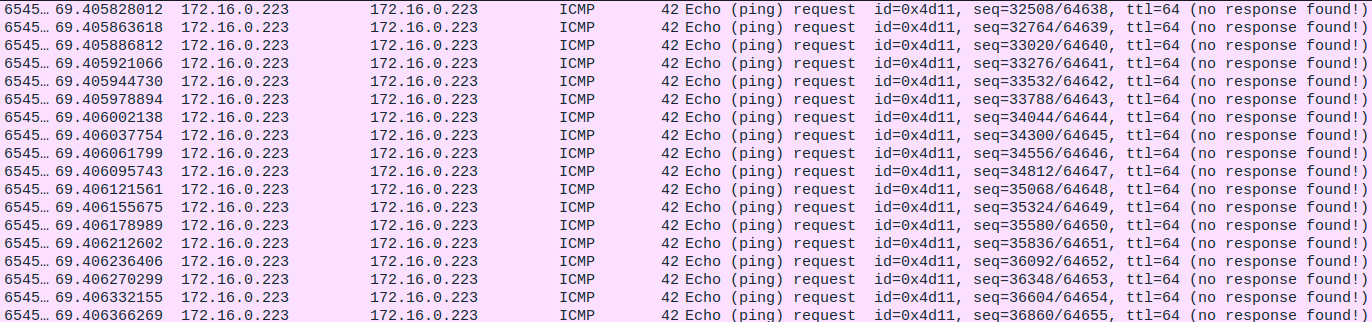 6545… 69.405828012 172.16.0.223 172.16.0.223 ICMP 42 Echo (ping) request id=0x4d11, seq=32508/64638, ttl=64 (no response found!)
6545… 69.405863618 172.16.0.223 172.16.0.223 ICMP 42 Echo (ping) request id=0x4d11, seq=32764/64639, ttl=64 (no response found!)
6545… 69.405886812 172.16.0.223 172.16.0.223 ICMP 42 Echo (ping) request id=0x4d11, seq=33020/64640, ttl=64 (no response found!)
6545… 69.405921066 172.16.0.223 172.16.0.223 ICMP 42 Echo (ping) request id=0x4d11, seq=33276/64641, ttl=64 (no response found!)
6545… 69.405944730 172.16.0.223 172.16.0.223 ICMP 42 Echo (ping) request id=0x4d11, seq=33532/64642, ttl=64 (no response found!)
6545… 69.405978894 172.16.0.223 172.16.0.223 ICMP 42 Echo (ping) request id=0x4d11, seq=33788/64643, ttl=64 (no response found!)
6545… 69.406002138 172.16.0.223 172.16.0.223 ICMP 42 Echo (ping) request id=0x4d11, seq=34044/64644, ttl=64 (no response found!)
6545… 69.406037754 172.16.0.223 172.16.0.223 ICMP 42 Echo (ping) request id=0x4d11, seq=34300/64645, ttl=64 (no response found!)
6545… 69.406061799 172.16.0.223 172.16.0.223 ICMP 42 Echo (ping) request id=0x4d11, seq=34556/64646, ttl=64 (no response found!)
6545… 69.406095743 172.16.0.223 172.16.0.223 ICMP 42 Echo (ping) request id=0x4d11, seq=34812/64647, ttl=64 (no response found!)
6545… 69.406121561 172.16.0.223 172.16.0.223 ICMP 42 Echo (ping) request id=0x4d11, seq=35068/64648, ttl=64 (no response found!)
6545… 69.406155675 172.16.0.223 172.16.0.223 ICMP 42 Echo (ping) request id=0x4d11, seq=35324/64649, ttl=64 (no response found!)
6545… 69.406178989 172.16.0.223 172.16.0.223 ICMP 42 Echo (ping) request id=0x4d11, seq=35580/64650, ttl=64 (no response found!)
6545… 69.406212602 172.16.0.223 172.16.0.223 ICMP 42 Echo (ping) request id=0x4d11, seq=35836/64651, ttl=64 (no response found!)
6545… 69.406236406 172.16.0.223 172.16.0.223 ICMP 42 Echo (ping) request id=0x4d11, seq=36092/64652, ttl=64 (no response found!)
6545… 69.406270299 172.16.0.223 172.16.0.223 ICMP 42 Echo (ping) request id=0x4d11, seq=36348/64653, ttl=64 (no response found!)
6545… 69.406332155 172.16.0.223 172.16.0.223 ICMP 42 Echo (ping) request id=0x4d11, seq=36604/64654, ttl=64 (no response found!)
6545… 69.406366269 172.16.0.223 172.16.0.223 ICMP 42 Echo (ping) request id=0x4d11, seq=36860/64655, ttl=64 (no response found!)